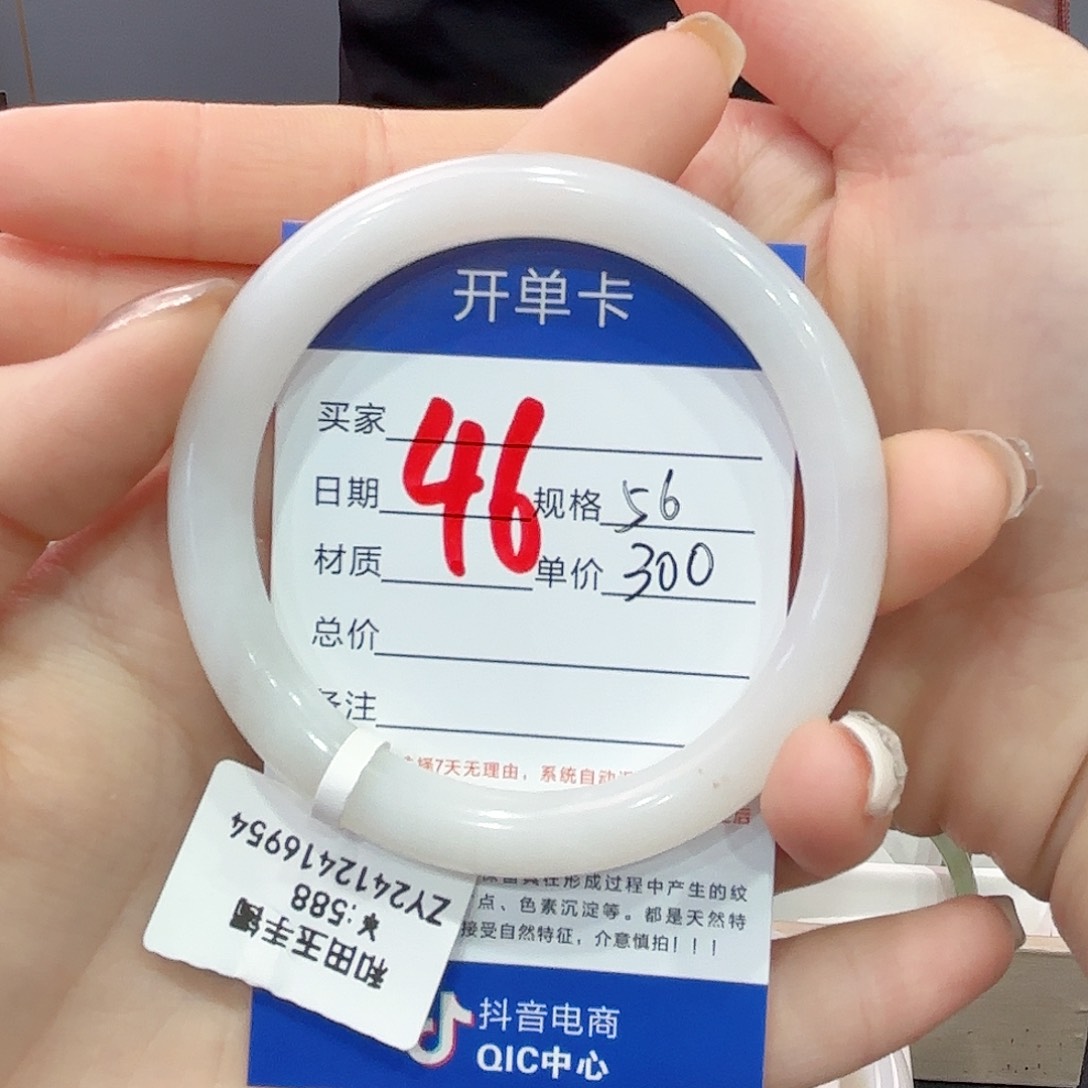 开单卡
买家
46
日期 规格 56
材质 单价 300
总价
备注
7天无理由，系统自动
后
形成过程中产生的纹
点、色素沉淀等。都是天然特
接受自然特征，介意慎拍！！！
抖音电商
QIC中心
和田玉手镯
¥:588
ZY2412416954